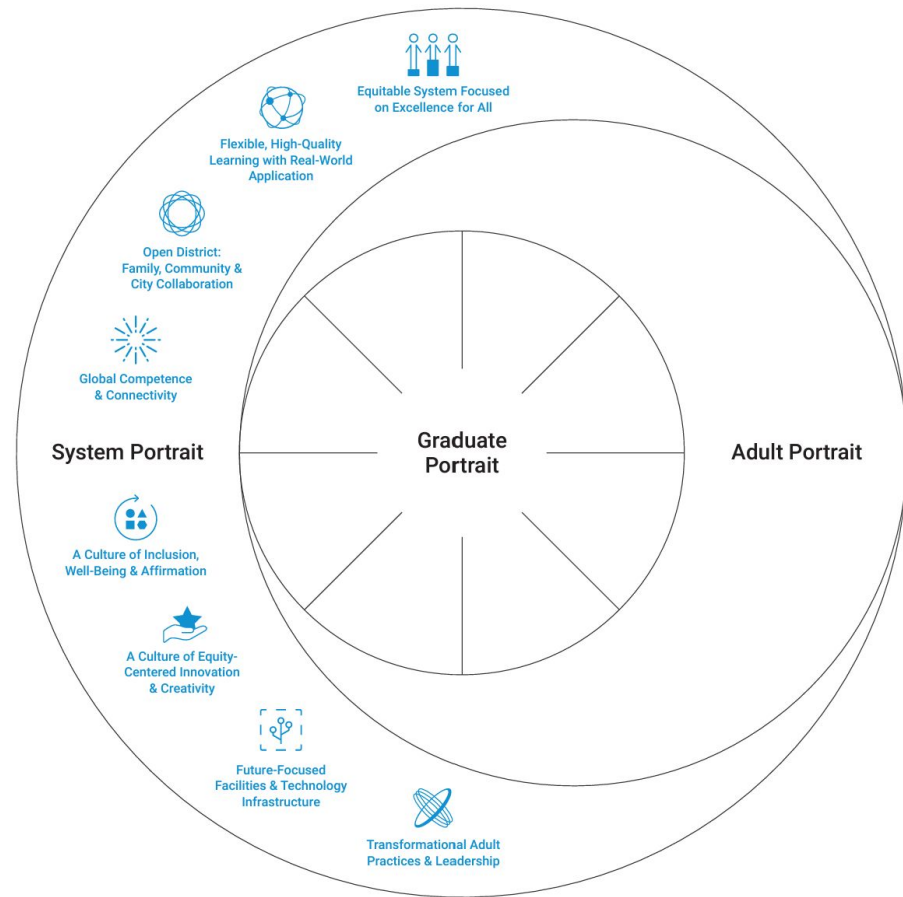 Equitable System Focused
on Excellence for All
Flexible, High-Quality
Learning with Real-World
Application
Open District:
Family, Community &
City Collaboration
Global Competence
& Connectivity
System Portrait
Graduate
Portrait
Adult Portrait
A Culture of Inclusion,
Well-Being & Affirmation
A Culture of Equity-
Centered Innovation
& Creativity
Future-Focused
Facilities & Technology
Infrastructure
Transformational Adult
Practices & Leadership